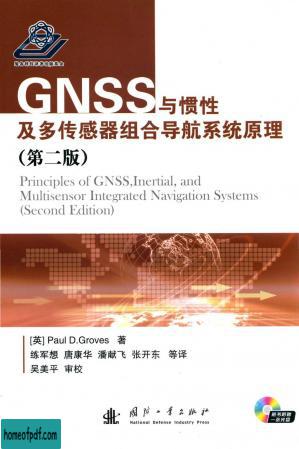 GNSS与惯性
及多传感器组合导航系统原理
(第二版)
Principles of GNSS,Inertial, and
Multisensor Integrated Navigation Systems
(Second Edition)
[英] Paul D.Groves 著
练军想 唐康华 潘献飞 张开东 等译
吴美平 审校
国防工业出版社
National Defense Industry Press
homeofpdf.com